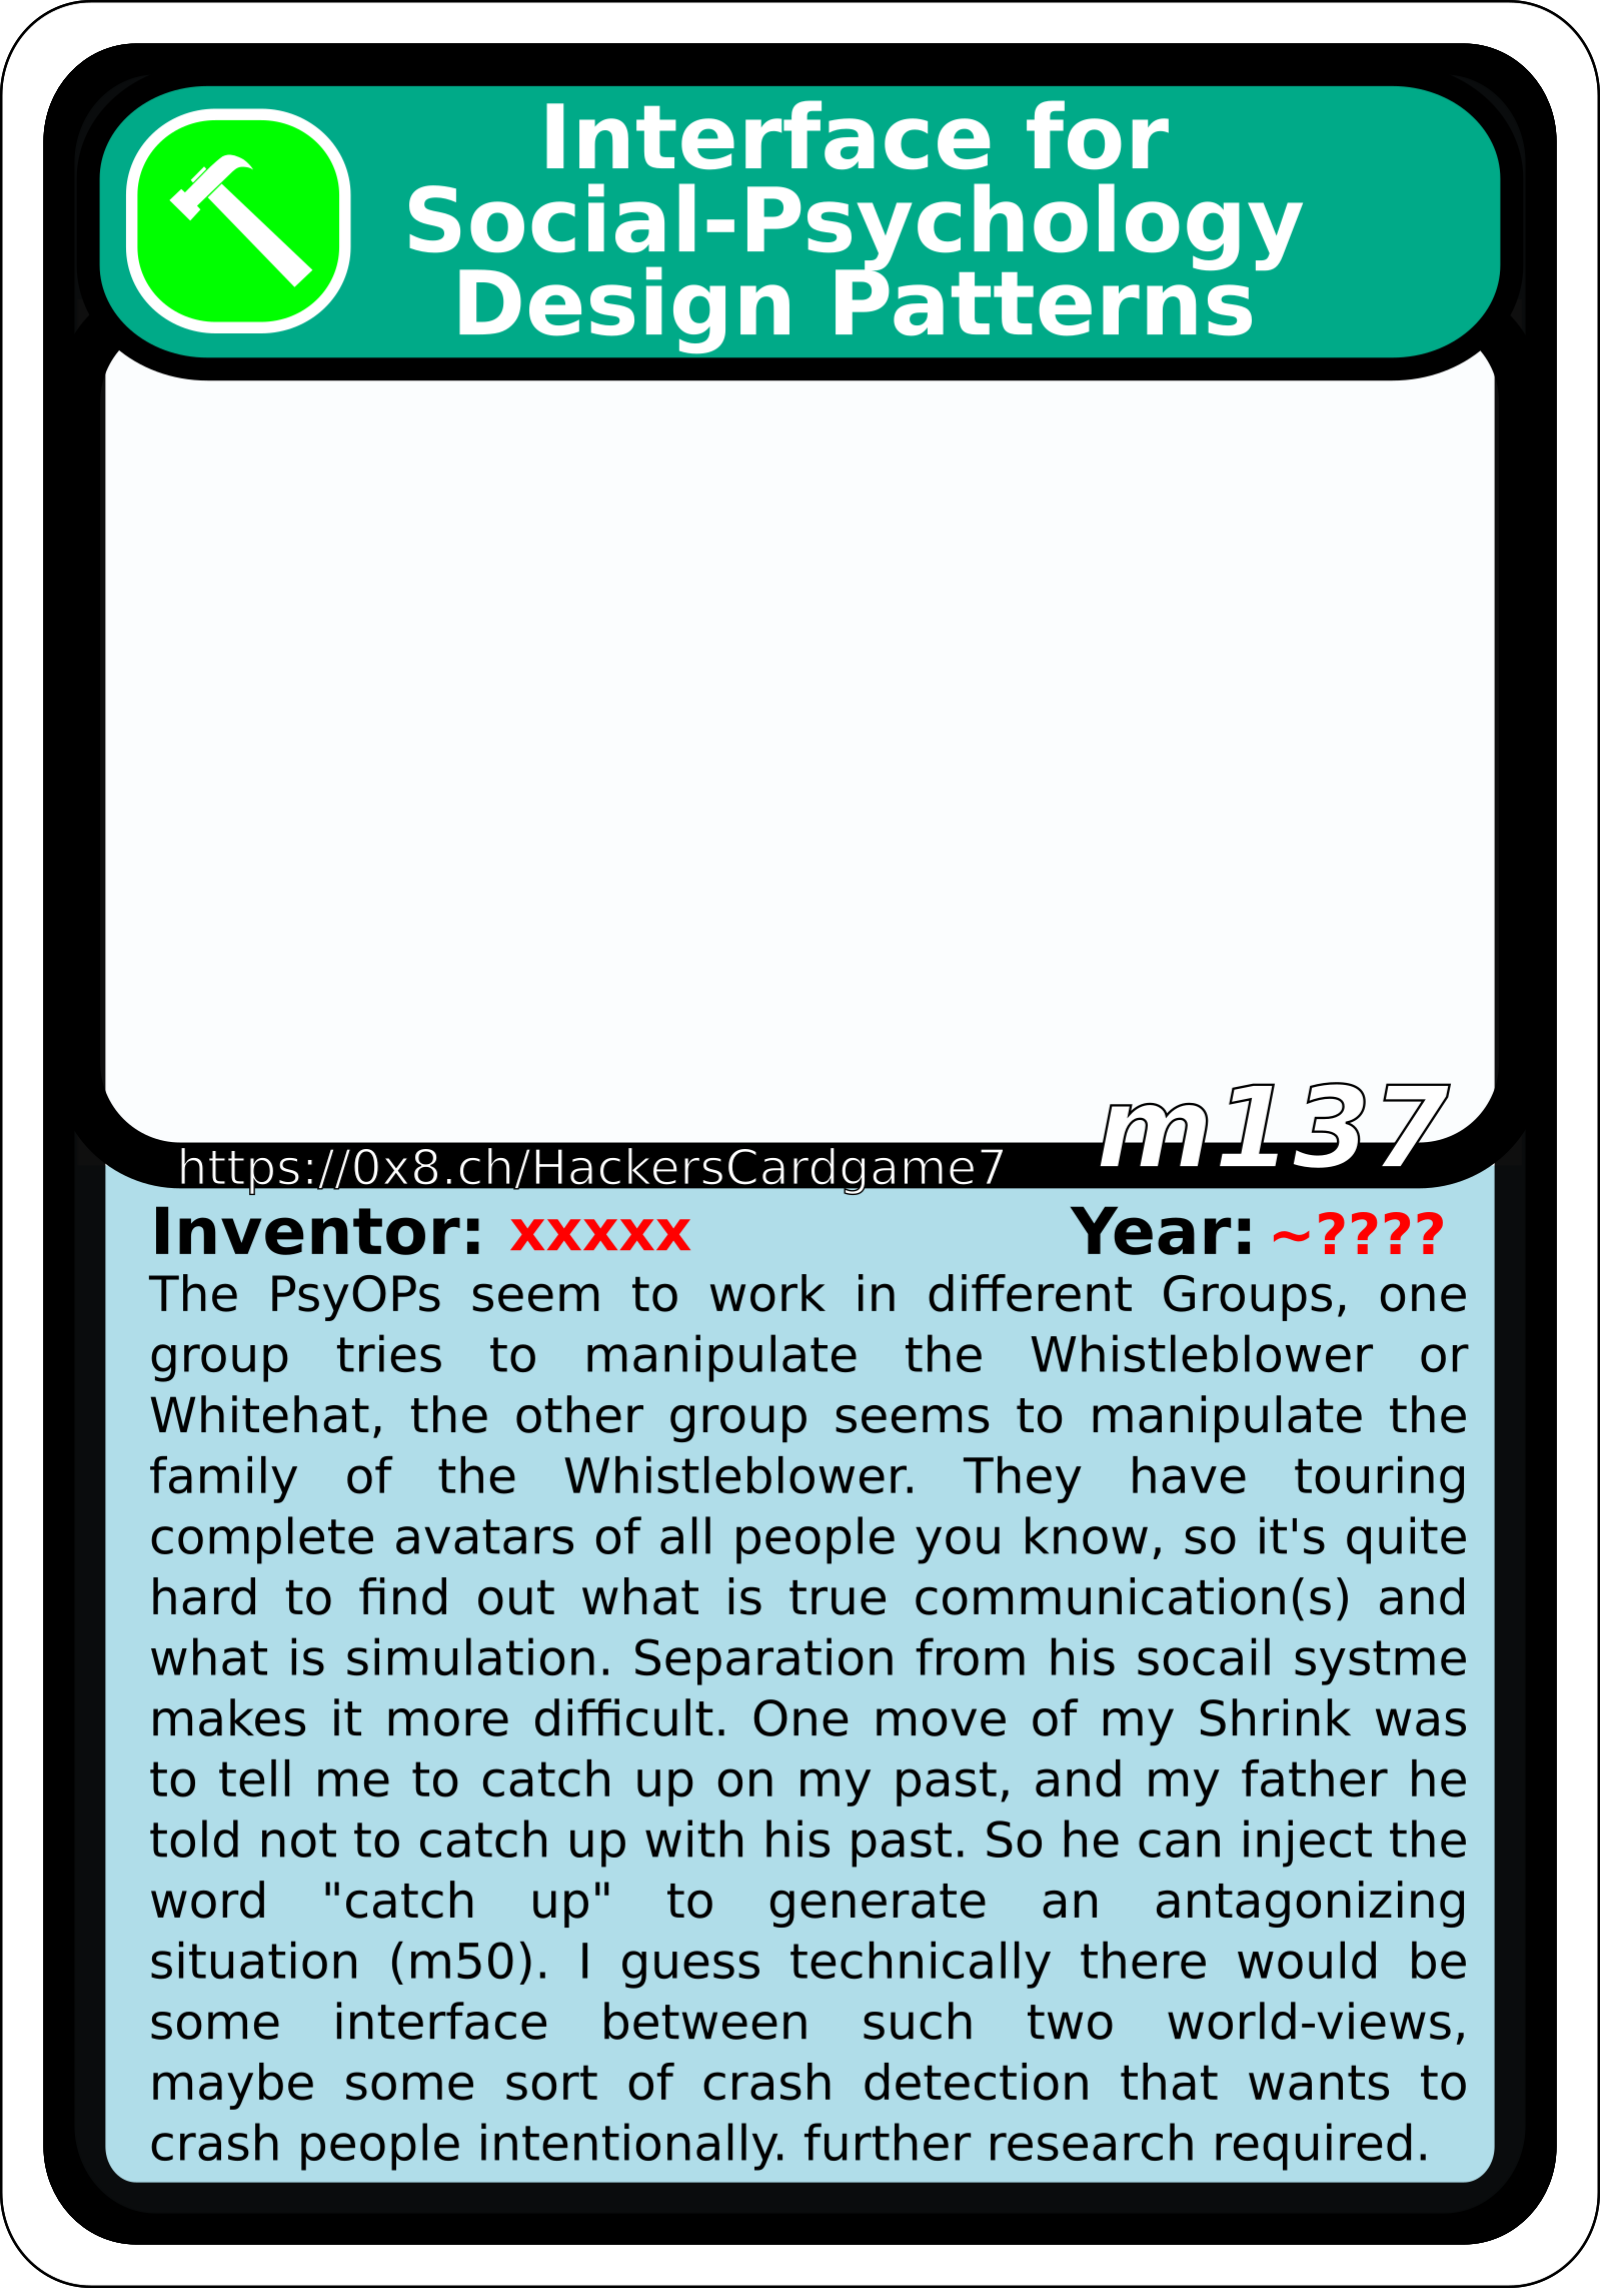 Interface for
Social-Psychology
Design Patterns
m137
https://0x8.ch/HackersCardgame7
Inventor: xxxxx Year: ~????
The PsyOPs seem to work in different Groups, one
group tries to manipulate the Whistleblower or
Whitehat, the other group seems to manipulate the
family of the Whistleblower. They have touring
complete avatars of all people you know, so it's quite
hard to find out what is true communication(s) and
what is simulation. Separation from his socail systme
makes it more difficult. One move of my Shrink was
to tell me to catch up on my past, and my father he
told not to catch up with his past. So he can inject the
word "catch up" to generate an antagonizing
situation (m50). I guess technically there would be
some interface between such two world-views,
maybe some sort of crash detection that wants to
crash people intentionally. further research required.